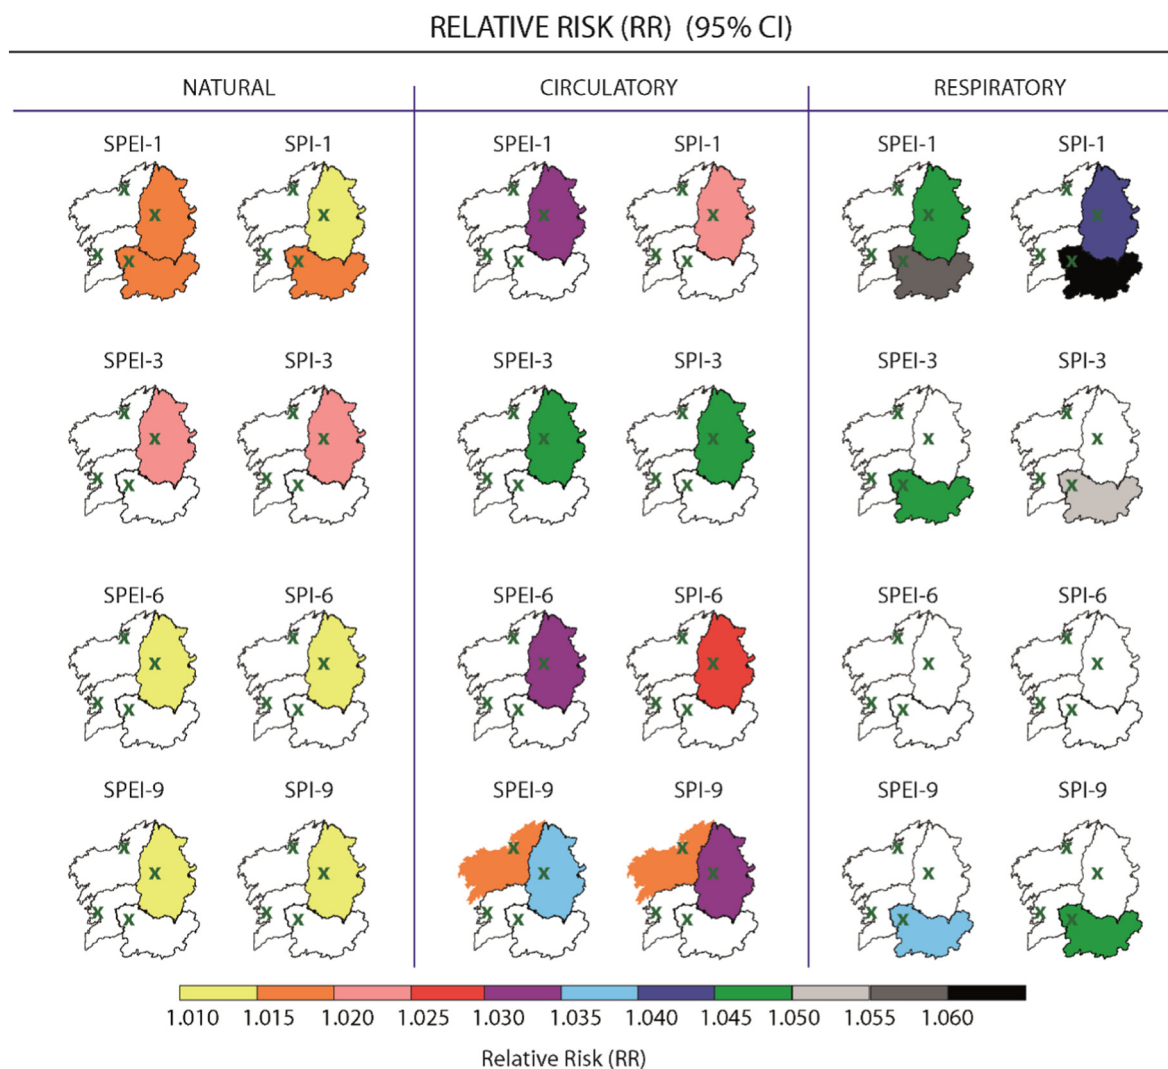 RELATIVE RISK (RR) (95% CI)
NATURAL CIRCULATORY RESPIRATORY
SPEI-1 SPI-1 SPEI-1 SPI-1 SPEI-1 SPI-1
X X X X X X
X X X X X X
X X X X X X
X X X X X X
SPEI-3 SPI-3 SPEI-3 SPI-3 SPEI-3 SPI-3
X X X X X X
X X X X X X
X X X X X X
X X X X X X
SPEI-6 SPI-6 SPEI-6 SPI-6 SPEI-6 SPI-6
X X X X X X
X X X X X X
X X X X X X
X X X X X X
SPEI-9 SPI-9 SPEI-9 SPI-9 SPEI-9 SPI-9
X X X X X X
X X X X X X
X X X X X X
X X X X X X
1.010 1.015 1.020 1.025 1.030 1.035 1.040 1.045 1.050 1.055 1.060
Relative Risk (RR)